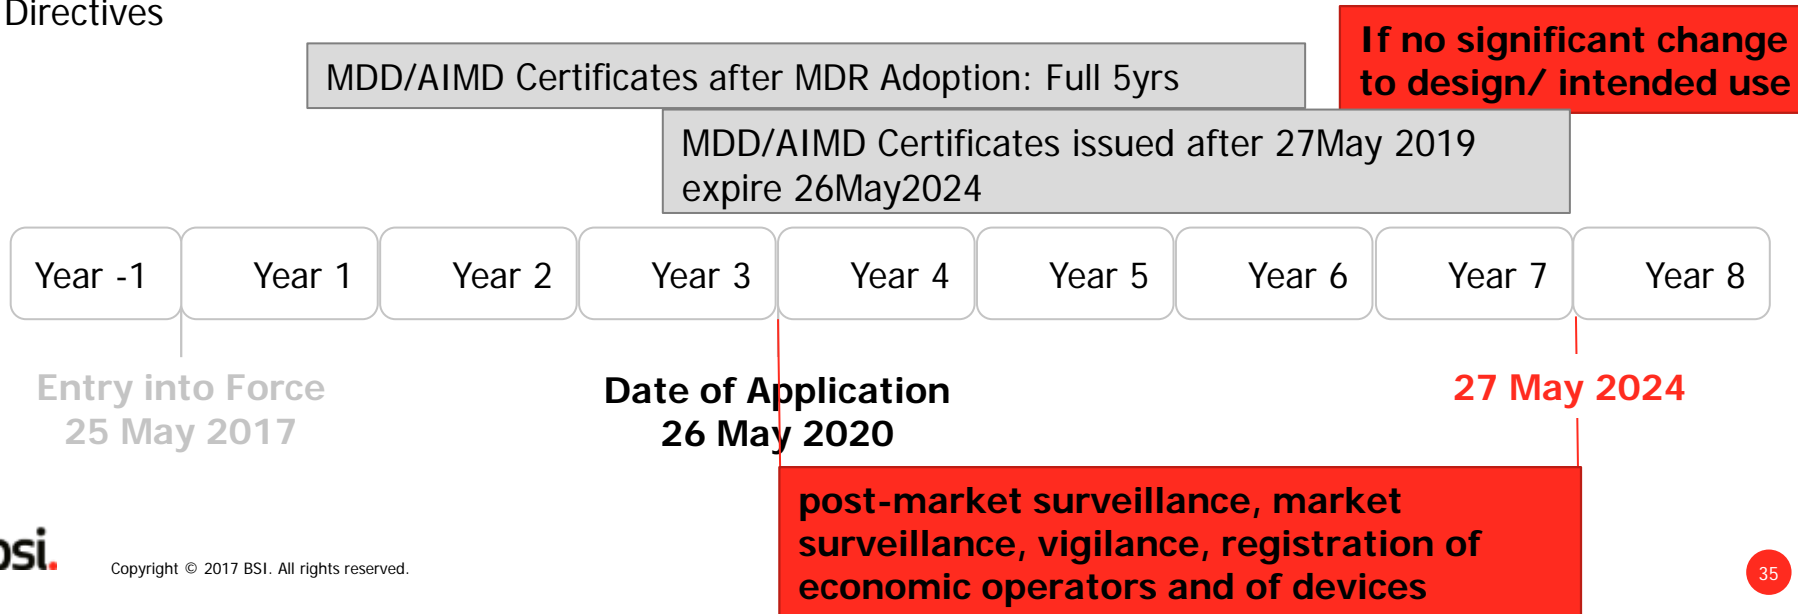 Directives
If no significant change
to design/ intended use
MDD/AIMD Certificates after MDR Adoption: Full 5yrs
MDD/AIMD Certificates issued after 27May 2019
expire 26May2024
Year -1
Year 1
Year 2
Year 3
Year 4
Year 5
Year 6
Year 7
Year 8
Entry into Force
25 May 2017
Date of Application
26 May 2020
27 May 2024
post-market surveillance, market
surveillance, vigilance, registration of
economic operators and of devices
bsi.
Copyright © 2017 BSI. All rights reserved.
35